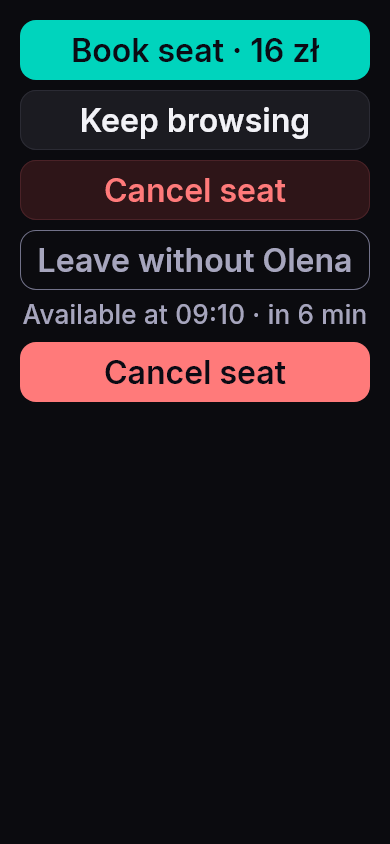 Book seat · 16 zł
Keep browsing
Cancel seat
Leave without Olena
Available at 09:10 · in 6 min
Cancel seat